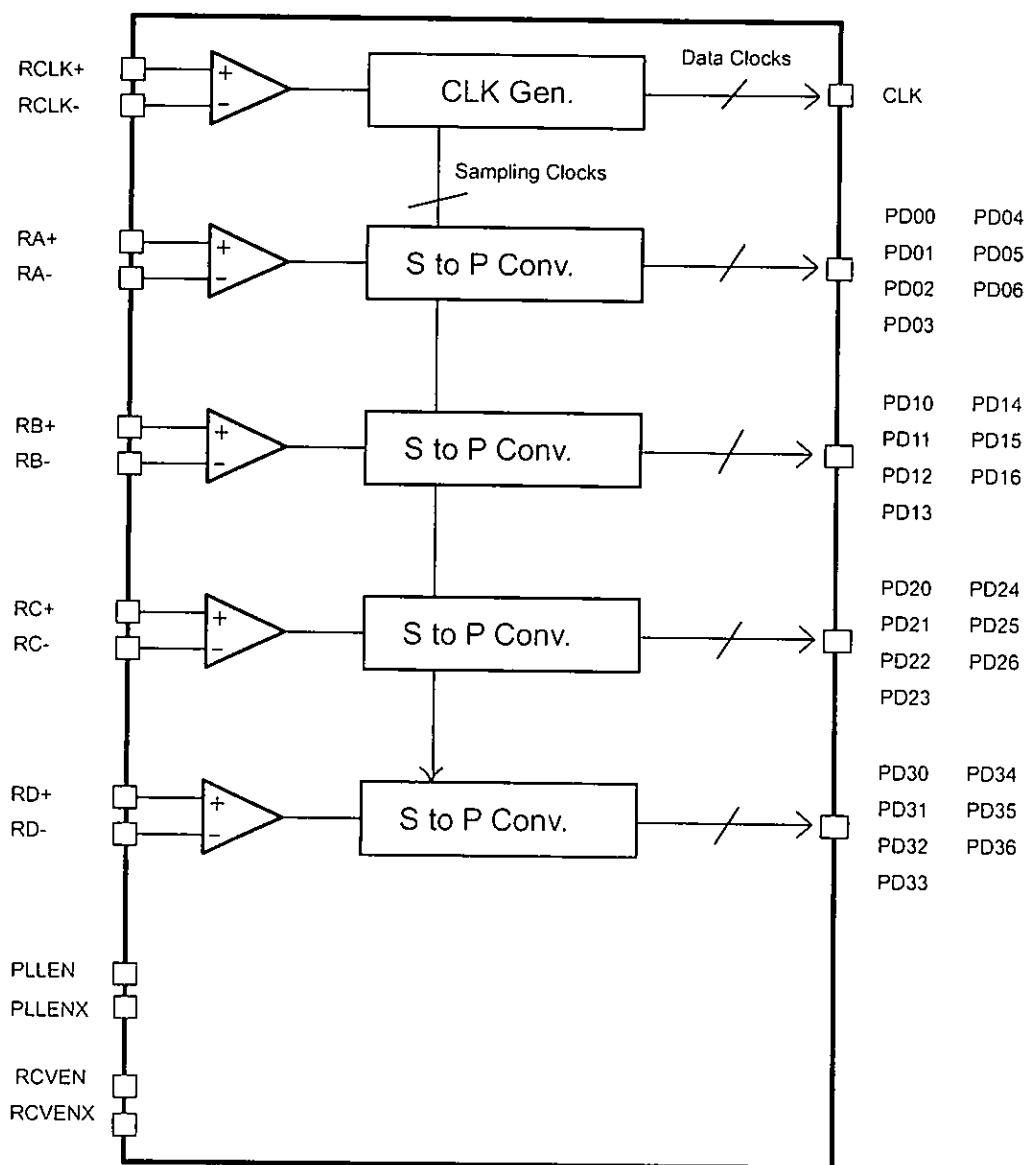 RCLK+
RCLK-
+
-
CLK Gen.
Data Clocks
CLK
Sampling Clocks
RA+
RA-
+
-
S to P Conv.
PD00 PD04
PD01 PD05
PD02 PD06
PD03
RB+
RB-
+
-
S to P Conv.
PD10 PD14
PD11 PD15
PD12 PD16
PD13
RC+
RC-
+
-
S to P Conv.
PD20 PD24
PD21 PD25
PD22 PD26
PD23
RD+
RD-
+
-
S to P Conv.
PD30 PD34
PD31 PD35
PD32 PD36
PD33
PLLEN
PLLENX
RCVEN
RCVENX